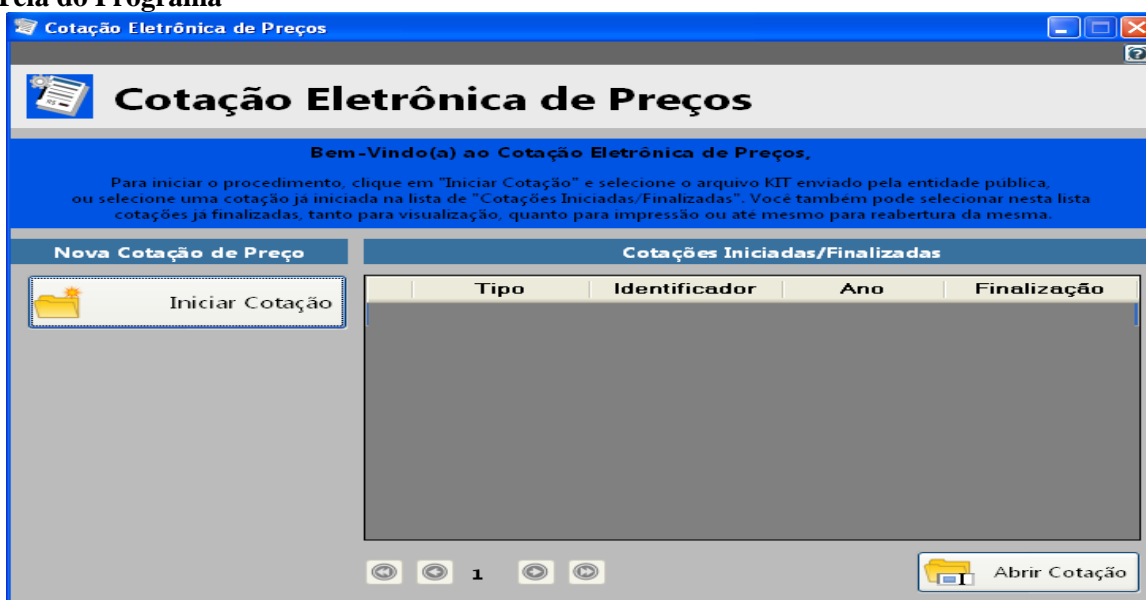 Tela do Programa
Cotação Eletrônica de Preços
Cotação Eletrônica de Preços
Bem-Vindo(a) ao Cotação Eletrônica de Preços,
Para iniciar o procedimento, clique em "Iniciar Cotação" e selecione o arquivo KIT enviado pela entidade pública,
ou selecione uma cotação já iniciada na lista de "Cotações Iniciadas/Finalizadas". Você também pode selecionar nesta lista
cotações já finalizadas, tanto para visualização, quanto para impressão ou até mesmo para reabertura da mesma.
Nova Cotação de Preço
Cotações Iniciadas/Finalizadas
Iniciar Cotação
Tipo Identificador Ano Finalização
1
Abrir Cotação